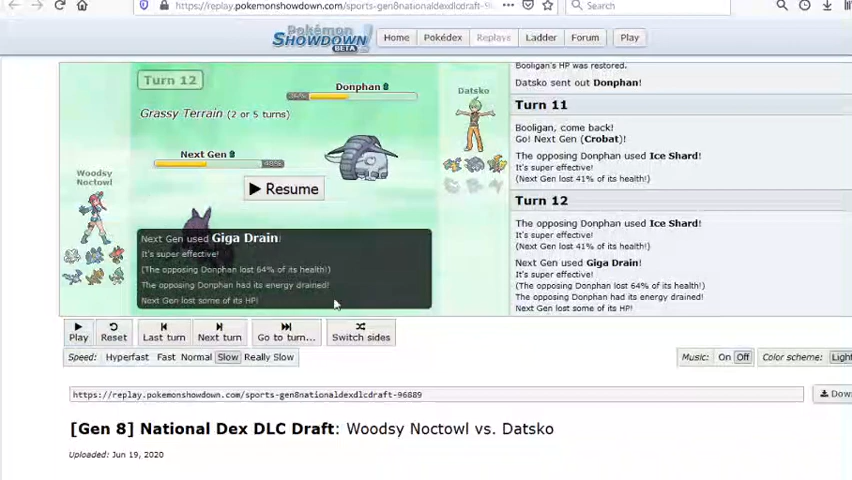 https://replay.pokemonshowdown.com/sports-gen8nationaldexdlcdraft-9
Search
Pokémon
SHOWDOWN
BETA
Home
Pokédex
Replays
Ladder
Forum
Play
Turn 12
Donphan
36%
Grassy Terrain (2 or 5 turns)
Next Gen
48%
Woodsy
Noctowl
Datsko
Resume
Next Gen used Giga Drain!
It's super effective!
(The opposing Donphan lost 64% of its health!)
The opposing Donphan had its energy drained!
Next Gen lost some of its HP!
Booligan's HP was restored.
Datsko sent out Donphan!
Turn 11
Booligan, come back!
Go! Next Gen (Crobat)!
The opposing Donphan used Ice Shard!
It's super effective!
(Next Gen lost 41% of its health!)
Turn 12
The opposing Donphan used Ice Shard!
It's super effective!
(Next Gen lost 41% of its health!)
Next Gen used Giga Drain!
It's super effective!
(The opposing Donphan lost 64% of its health!)
The opposing Donphan had its energy drained!
Next Gen lost some of its HP!
Play
Reset
Last turn
Next turn
Go to turn...
Switch sides
Speed: Hyperfast Fast Normal Slow Really Slow
Music: On Off
Color scheme: Light
https://replay.pokemonshowdown.com/sports-gen8nationaldexdlcdraft-96889
Dow
[Gen 8] National Dex DLC Draft: Woodsy Noctowl vs. Datsko
Uploaded: Jun 19, 2020